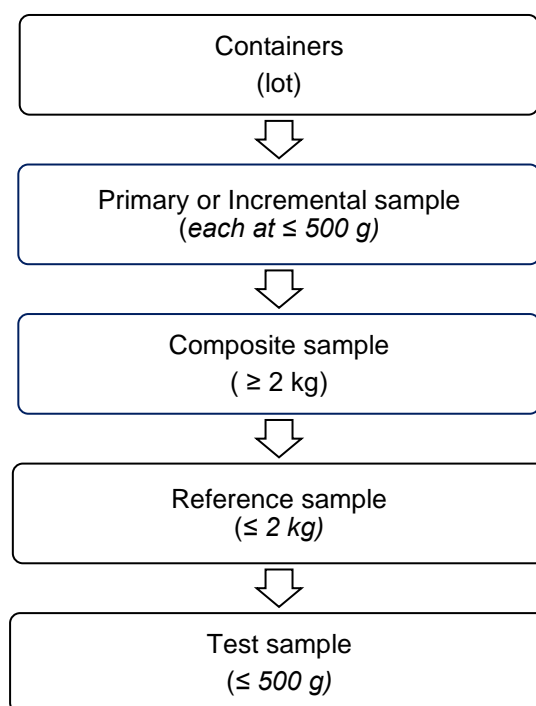 Containers
(lot)
Primary or Incremental sample
(each at ≤ 500 g)
Composite sample
( ≥ 2 kg)
Reference sample
(≤ 2 kg)
Test sample
(≤ 500 g)